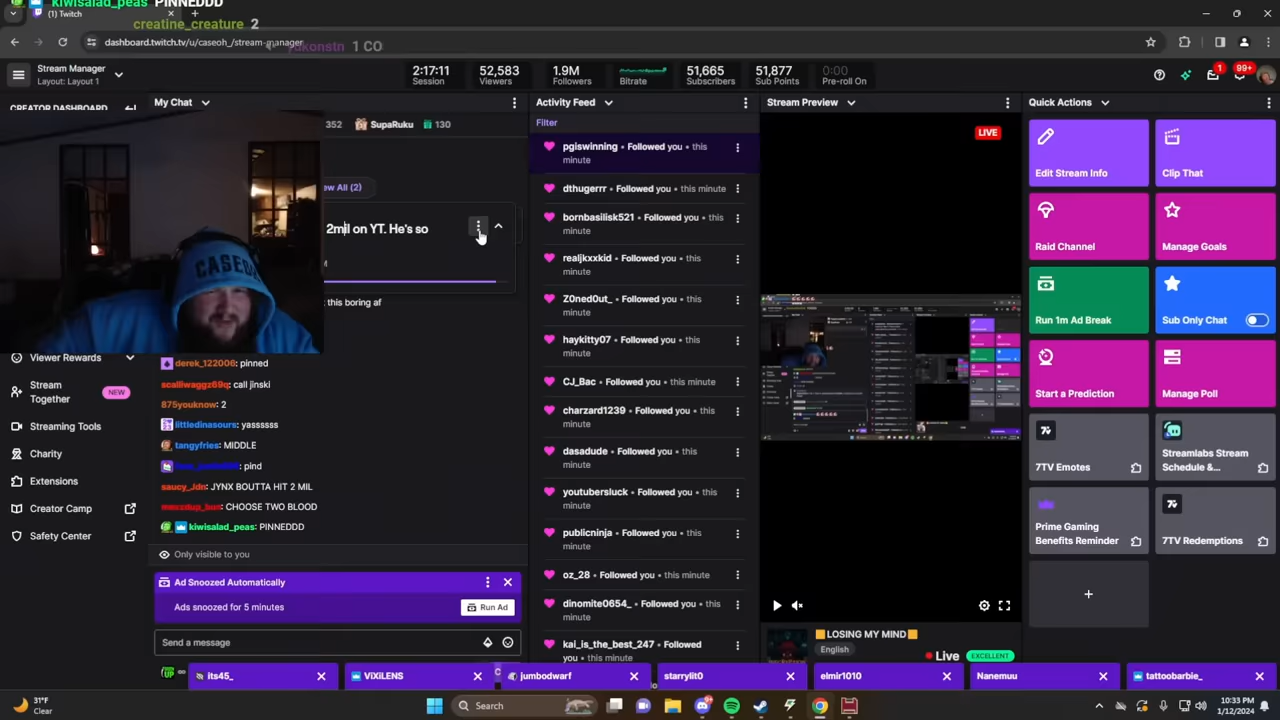 kiwisalad_peas PINNEDDD
(1) Twitch
creatine_creature 2
dashboard.twitch.tv/u/caseoh_/stream-manager
yukonstn 1 CO
Stream Manager
Layout: Layout 1
2:17:11
Session
52,583
Viewers
1.9M
Followers
Bitrate
51,665
Subscribers
51,877
Sub Points
0:00
Pre-roll On
1
99+
CREATOR DASHBOARD
My Chat
352
SupaRuku
130
ew All (2)
2mil on YT. He's so
this boring af
Viewer Rewards
Stream
Together
NEW
Streaming Tools
Charity
Extensions
Creator Camp
Safety Center
derek_122006: pinned
call jinski
875youknow: 2
littledinasours: yassass
tangyfries: MIDDLE
pind
saucy_Jdn: JYNX BOUTTA HIT 2 MIL
CHOOSE TWO BLOOD
kiwisalad_peas: PINNEDDD
Only visible to you
Ad Snoozed Automatically
Ads snoozed for 5 minutes
Run Ad
Send a message
Activity Feed
Filter
pgiswinning • Followed you • this
minute
dthugerrr • Followed you • this minute
bornbasilisk521 • Followed you • this
minute
realjkxxkid • Followed you • this
minute
Z0ned0ut_ • Followed you • this
minute
haykitty07 • Followed you • this
minute
CJ_Bac • Followed you • this minute
charzard1239 • Followed you • this
minute
dasadude • Followed you • this
minute
youtubersluck • Followed you • this
minute
publicninja • Followed you • this
minute
oz_28 • Followed you • this minute
dinomite0654_ • Followed you • this
minute
kai_is_the_best_247 • Followed
you • this minute
Stream Preview
LIVE
LOSING MY MIND
English
Live
EXCELLENT
Quick Actions
Edit Stream Info
Clip That
Raid Channel
Manage Goals
Run 1m Ad Break
Sub Only Chat
Start a Prediction
Manage Poll
7TV Emotes
Streamlabs Stream
Schedule &...
Prime Gaming
Benefits Reminder
7TV Redemptions
its45_
ViXiLENS
jumbodwarf
starrylit0
elmir1010
Nanemuu
tattoobarbie_
31°F
Clear
Search
10:33 PM
1/12/2024
CASEOH